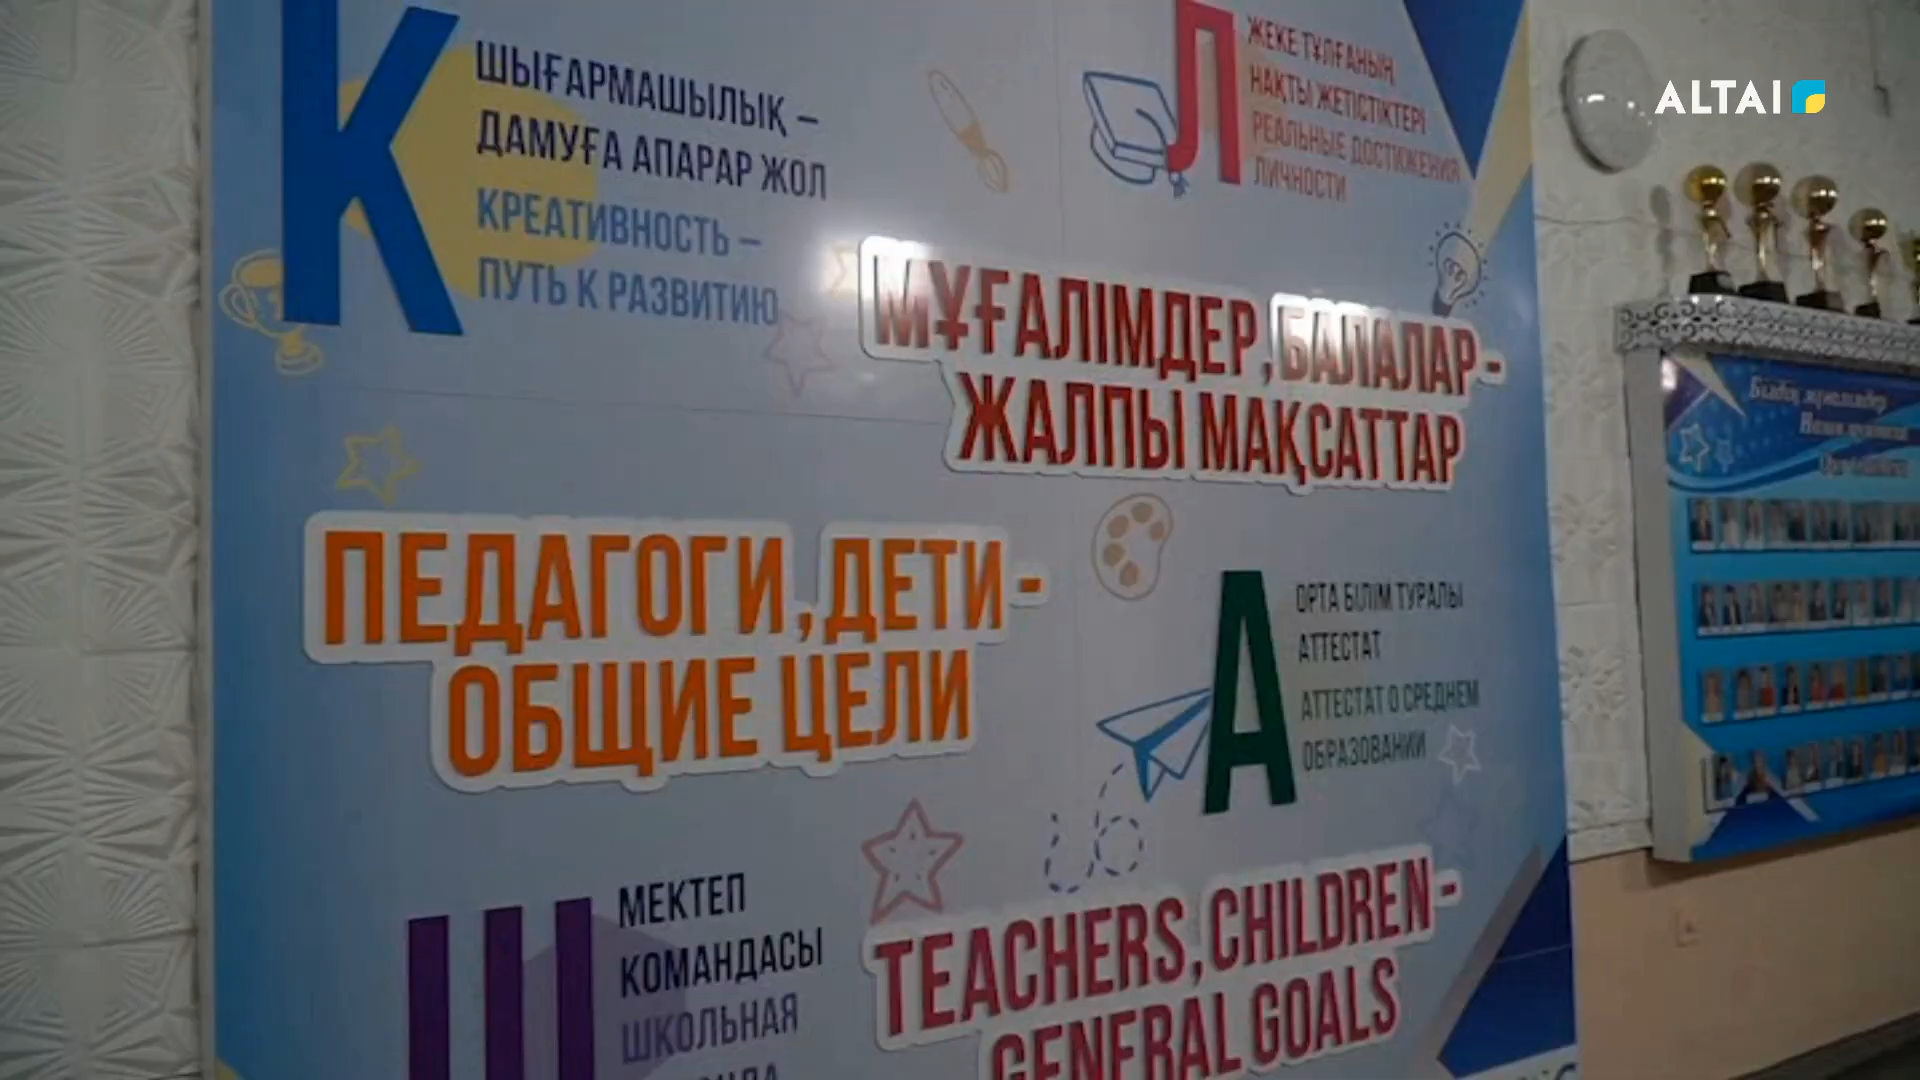 ALTAI
К
ШЫҒАРМАШЫЛЫҚ –
ДАМУҒА АПАРАР ЖОЛ
КРЕАТИВНОСТЬ –
ПУТЬ К РАЗВИТИЮ
Л
ЖЕКЕ ТҰЛҒАНЫҢ
НАҚТЫ ЖЕТІСТІКТЕРІ
РЕАЛЬНЫЕ ДОСТИЖЕНИЯ
ЛИЧНОСТИ
МҰҒАЛІМДЕР, БАЛАЛАР -
ЖАЛПЫ МАҚСАТТАР
ПЕДАГОГИ, ДЕТИ -
ОБЩИЕ ЦЕЛИ
А
ОРТА БІЛІМ ТУРАЛЫ
АТТЕСТАТ
АТТЕСТАТ О СРЕДНЕМ
ОБРАЗОВАНИИ
Ш
МЕКТЕП
КОМАНДАСЫ
ШКОЛЬНАЯ
TEACHERS, CHILDREN -
GENERAL GOALS